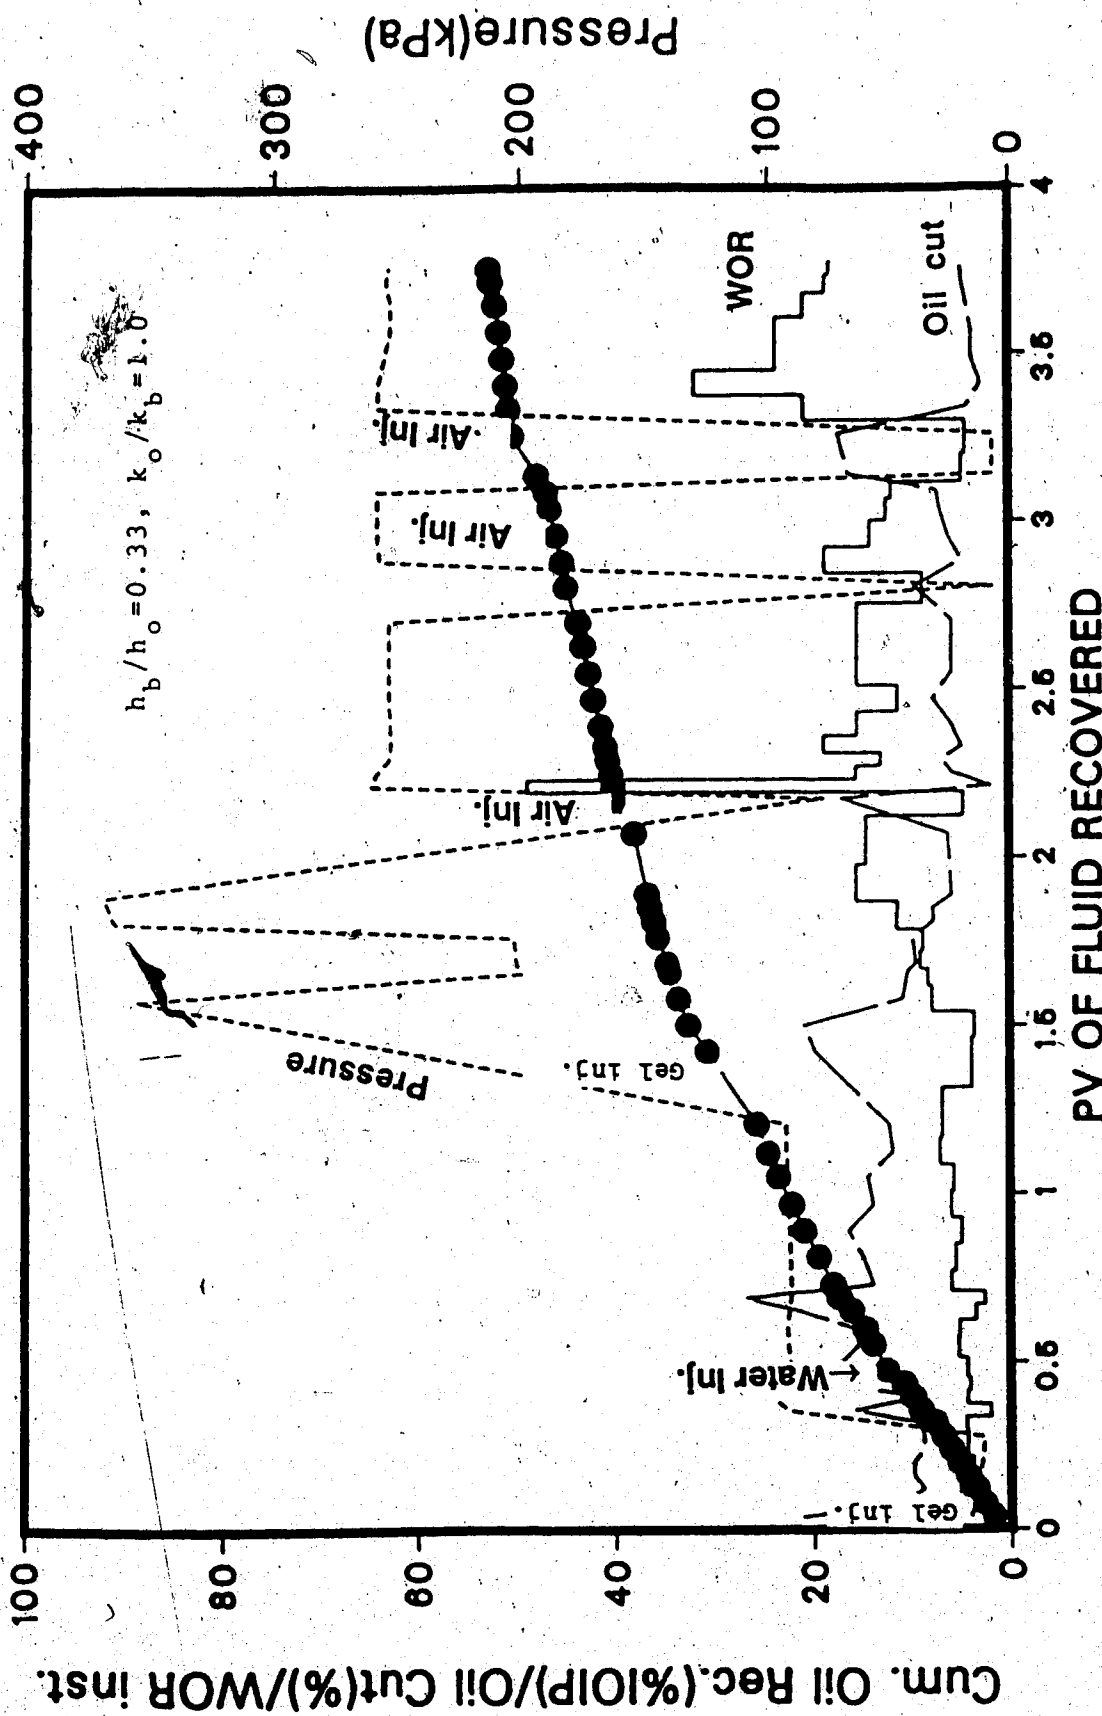 Pressure(kPa)
400
300
200
100
0
h_b/h_o=0.33, k_o/k_b=1.0
WOR
Oil cut
Air Inj.
Air Inj.
Air Inj.
Pressure
Gel inj.
Water Inj.
Gel inj.
0
0.5
1
1.5
2
2.5
3
3.5
4
PV OF FLUID RECOVERED
100
80
60
40
20
0
Cum. Oil Rec.(%IOIP)/Oil Cut(%)/WOR inst.